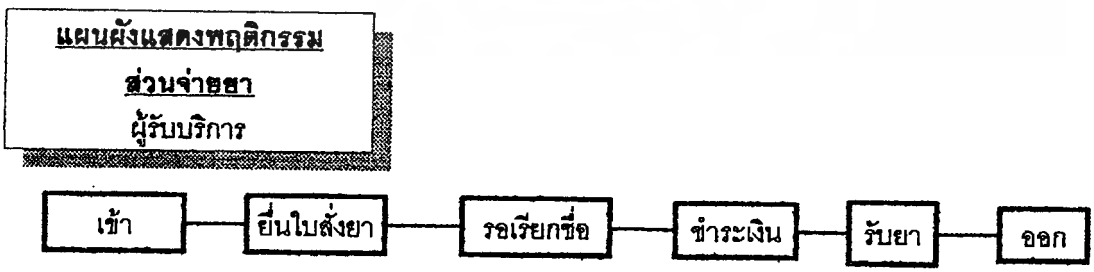 แผนผังแสดงพฤติกรรม
ส่วนจ่ายยา
ผู้รับบริการ
เข้า ยื่นใบสั่งยา รอเรียกชื่อ ชำระเงิน รับยา ออก